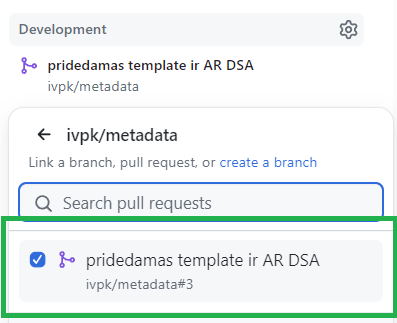 Development
pridedamas template ir AR DSA
ivpk/metadata
ivpk/metadata
Link a branch, pull request, or create a branch
Search pull requests
pridedamas template ir AR DSA
ivpk/metadata#3